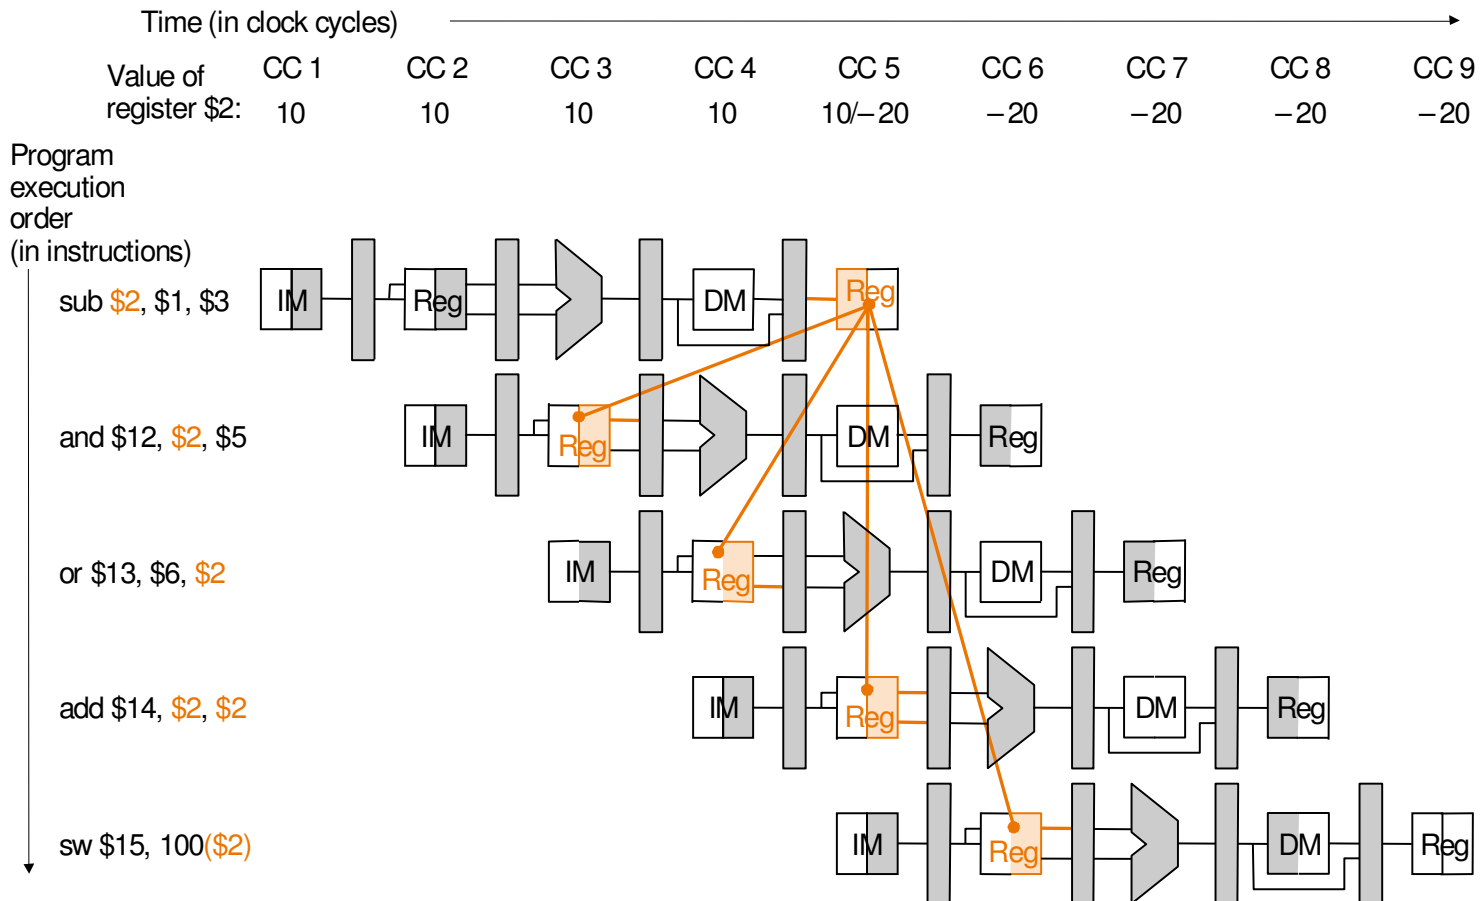 Time (in clock cycles)
CC 1 CC 2 CC 3 CC 4 CC 5 CC 6 CC 7 CC 8 CC 9
Value of
register $2: 10 10 10 10 10/–20 –20 –20 –20 –20
Program
execution
order
(in instructions)
sub $2, $1, $3 IM Reg DM Reg
and $12, $2, $5 IM Reg DM Reg
or $13, $6, $2 IM Reg DM Reg
add $14, $2, $2 IM Reg DM Reg
sw $15, 100($2) IM Reg DM Reg